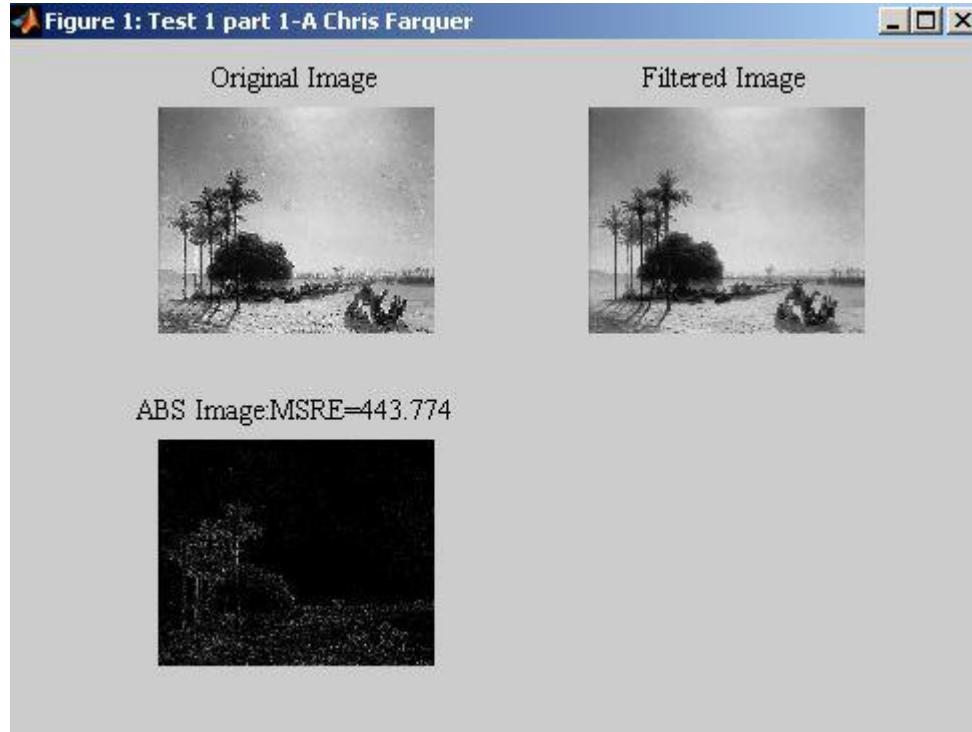 Figure 1: Test 1 part 1-A Chris Farquer
Original Image
Filtered Image
ABS Image:MSRE=443.774